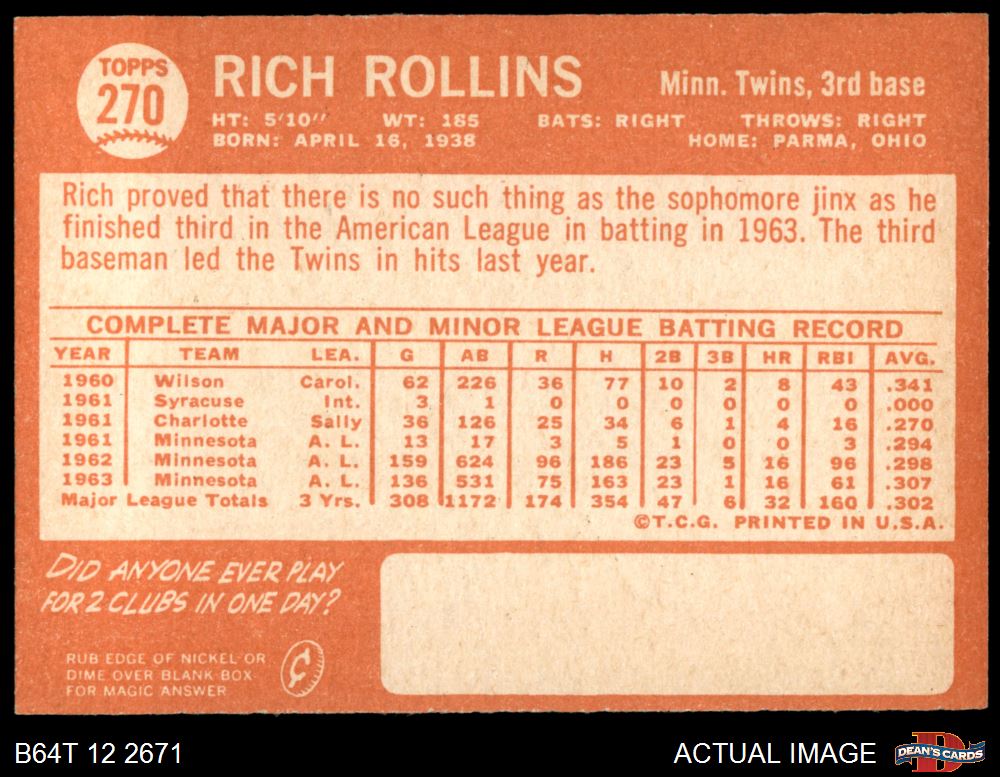 TOPPS
270
RICH ROLLINS
Minn. Twins, 3rd base
HT: 5'10" WT: 185 BATS: RIGHT THROWS: RIGHT
BORN: APRIL 16, 1938 HOME: PARMA, OHIO
Rich proved that there is no such thing as the sophomore jinx as he
finished third in the American League in batting in 1963. The third
baseman led the Twins in hits last year.
COMPLETE MAJOR AND MINOR LEAGUE BATTING RECORD
YEAR TEAM LEA. G AB R H 2B 3B HR RBI AVG.
1960 Wilson Carol. 62 226 36 77 10 2 8 43 .341
1961 Syracuse Int. 3 1 0 0 0 0 0 0 .000
1961 Charlotte Sally 36 126 25 34 6 1 4 16 .270
1961 Minnesota A. L. 13 17 3 5 1 0 0 3 .294
1962 Minnesota A. L. 159 624 96 186 23 5 16 96 .298
1963 Minnesota A. L. 136 531 75 163 23 1 16 61 .307
Major League Totals 3 Yrs. 308 1172 174 354 47 6 32 160 .302
©T.C.G. PRINTED IN U.S.A.
DID ANYONE EVER PLAY
FOR 2 CLUBS IN ONE DAY?
RUB EDGE OF NICKEL OR
DIME OVER BLANK BOX
FOR MAGIC ANSWER
¢
B64T 12 2671
ACTUAL IMAGE
D
DEAN'S CARDS